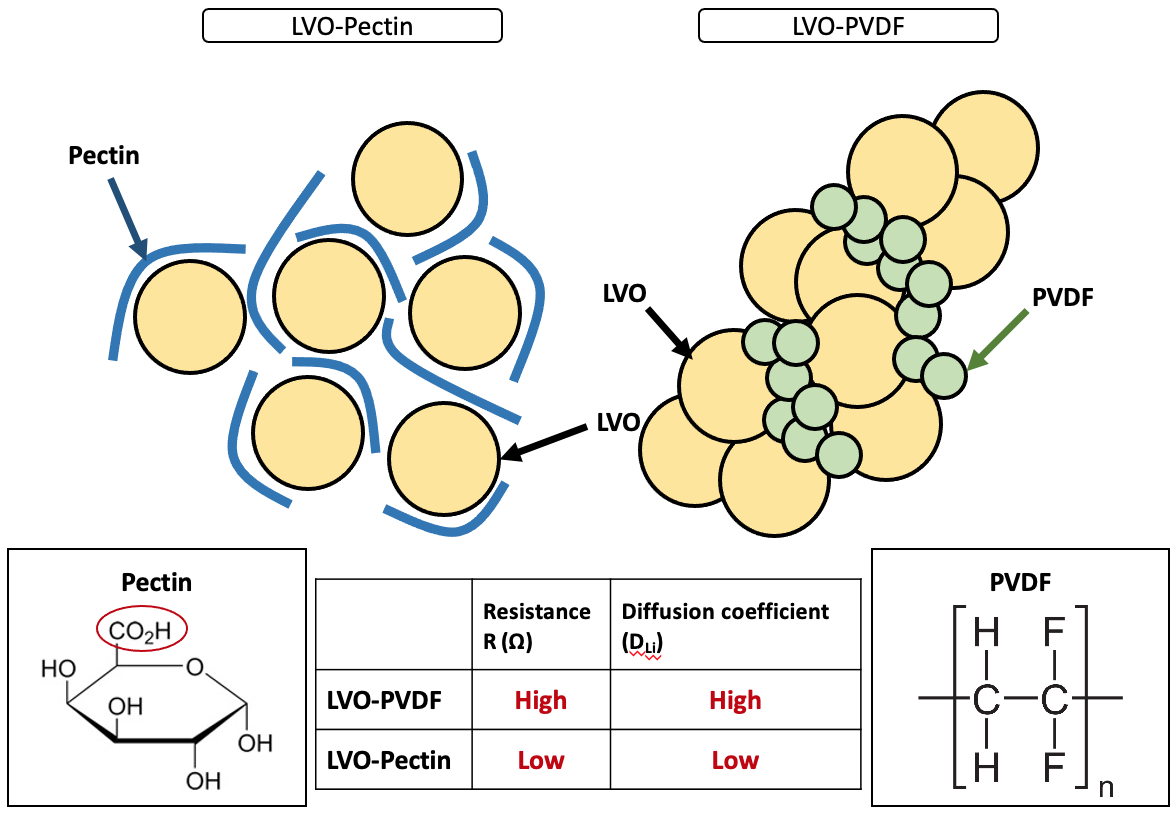 LVO-Pectin
LVO-PVDF
Pectin
LVO
PVDF
LVO
Pectin
CO₂H
HO
O
OH
OH
OH
Resistance
R (Ω)
Diffusion coefficient
(D_Li)
LVO-PVDF
High
High
LVO-Pectin
Low
Low
PVDF
H F
C C
H F
n